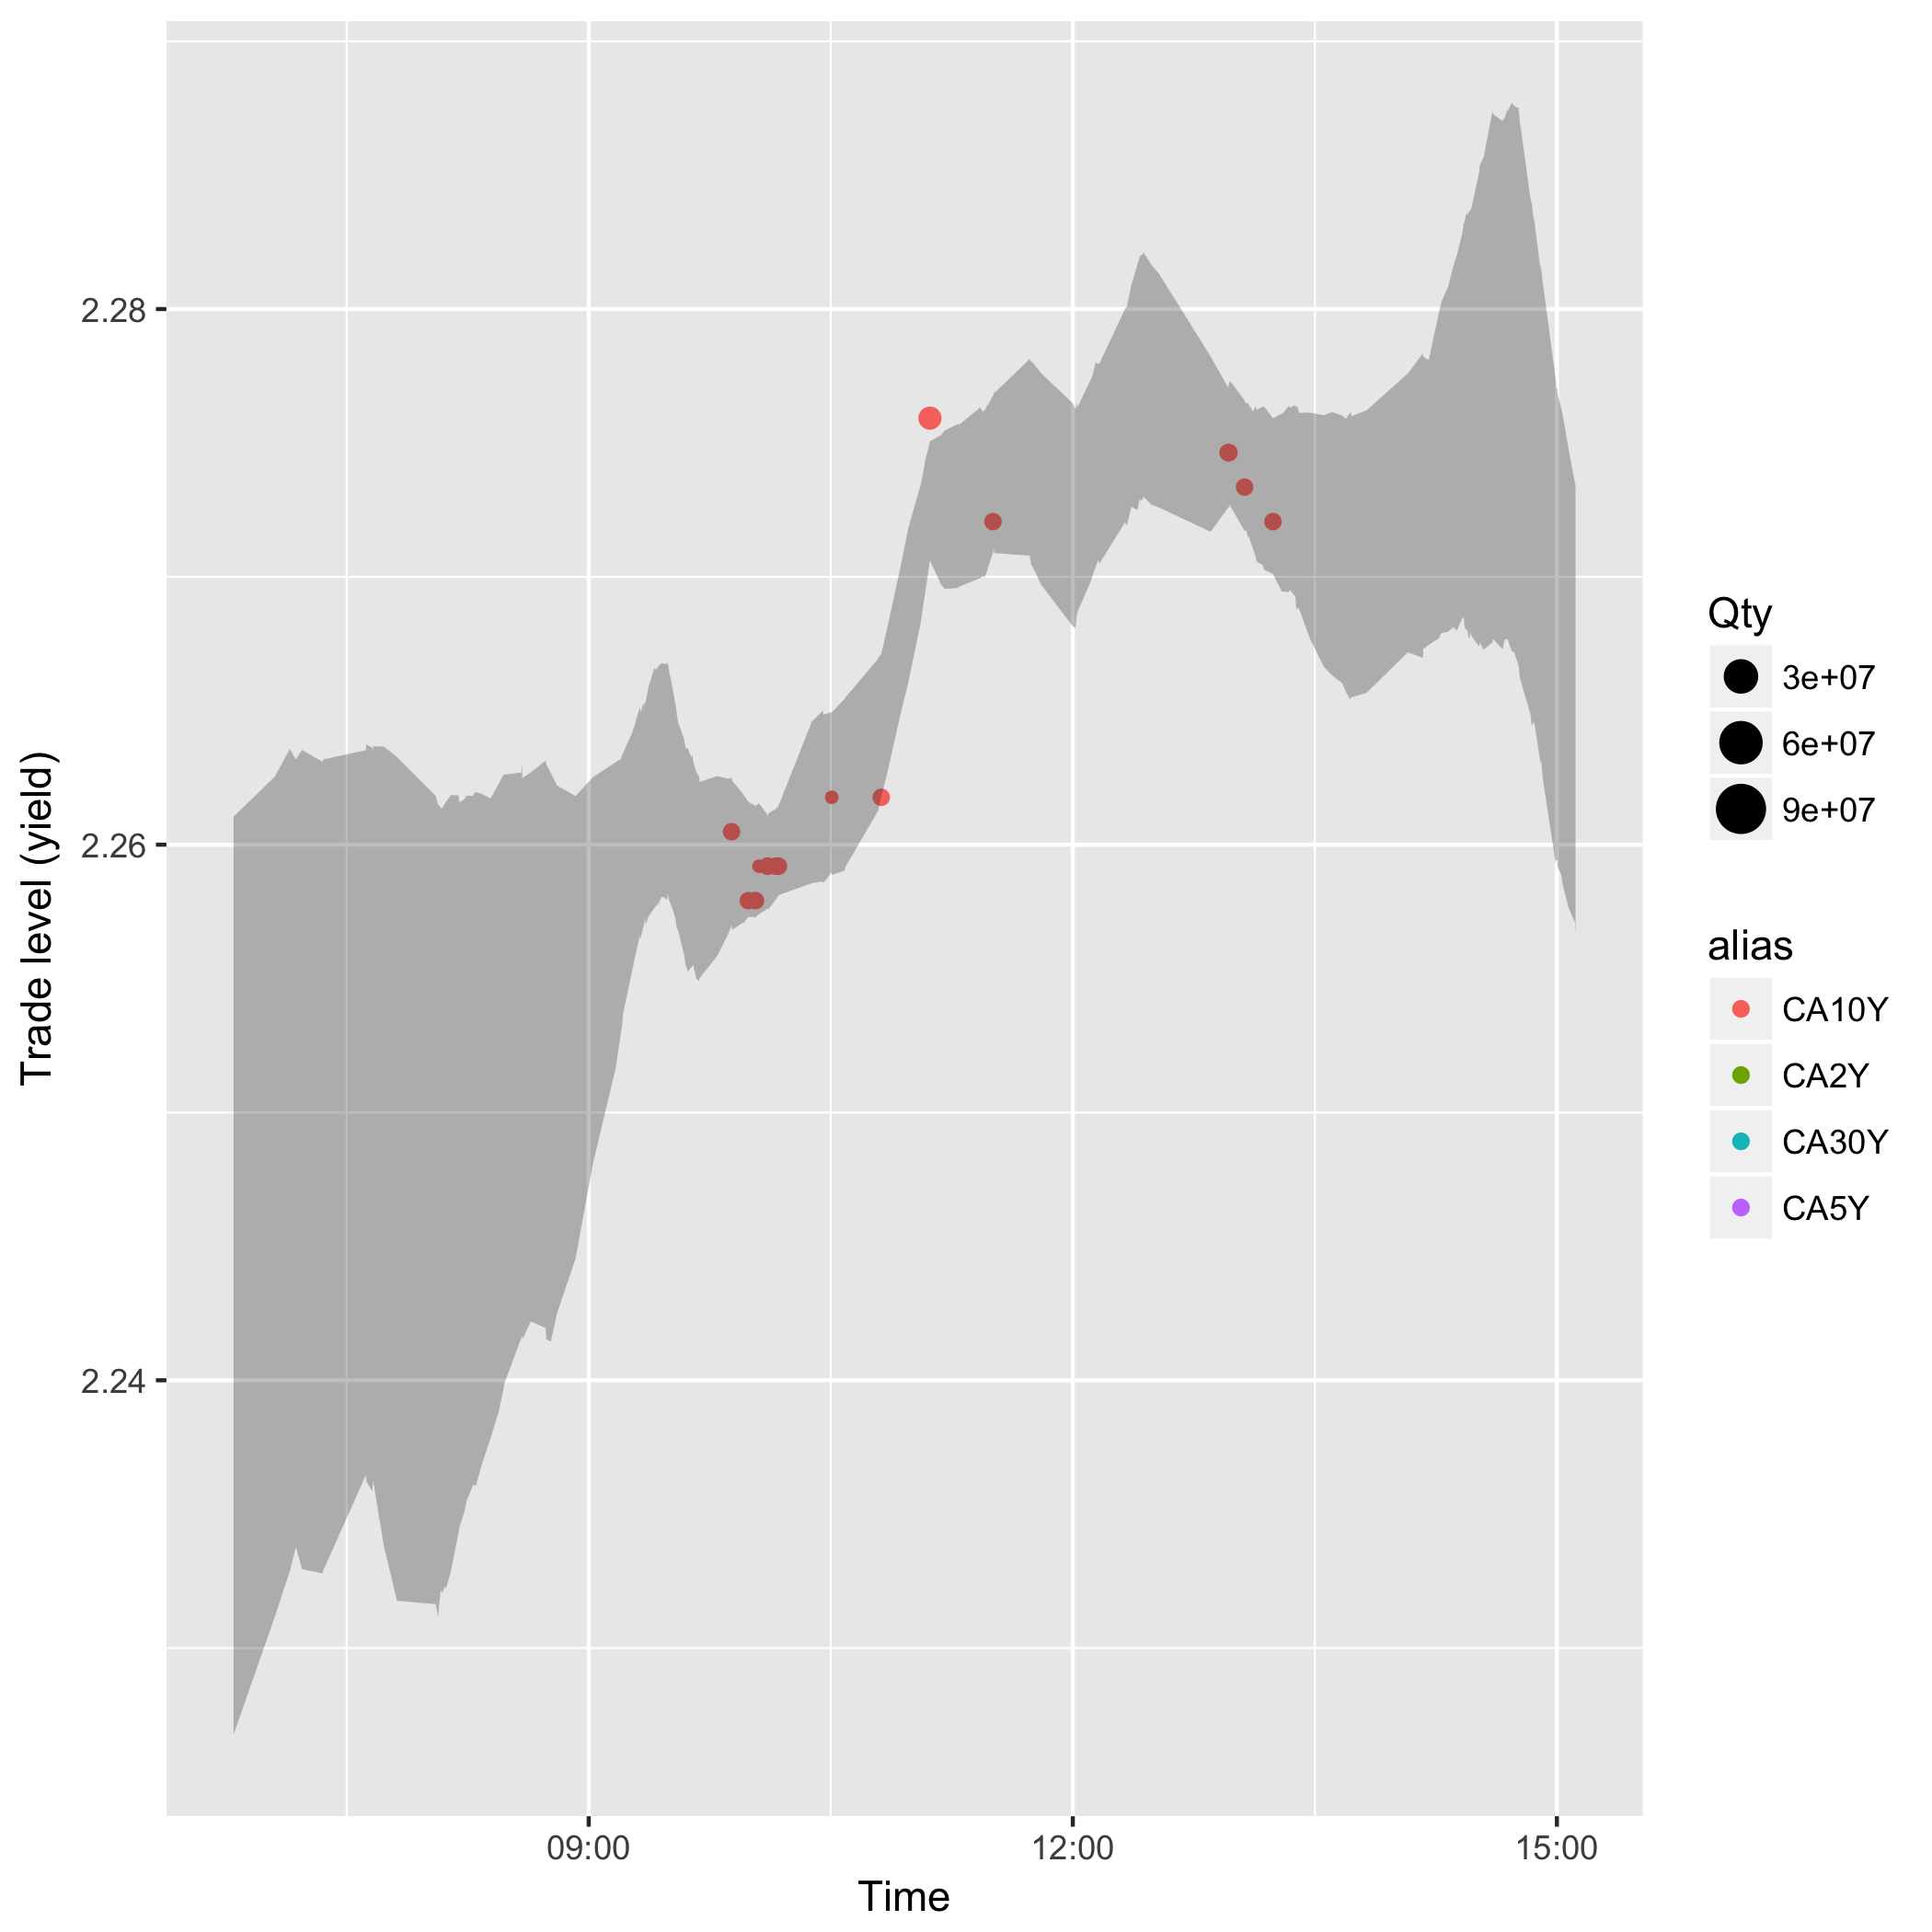 Trade level (yield)
2.28
2.26
2.24
09:00
12:00
15:00
Time
Qty
3e+07
6e+07
9e+07
alias
CA10Y
CA2Y
CA30Y
CA5Y